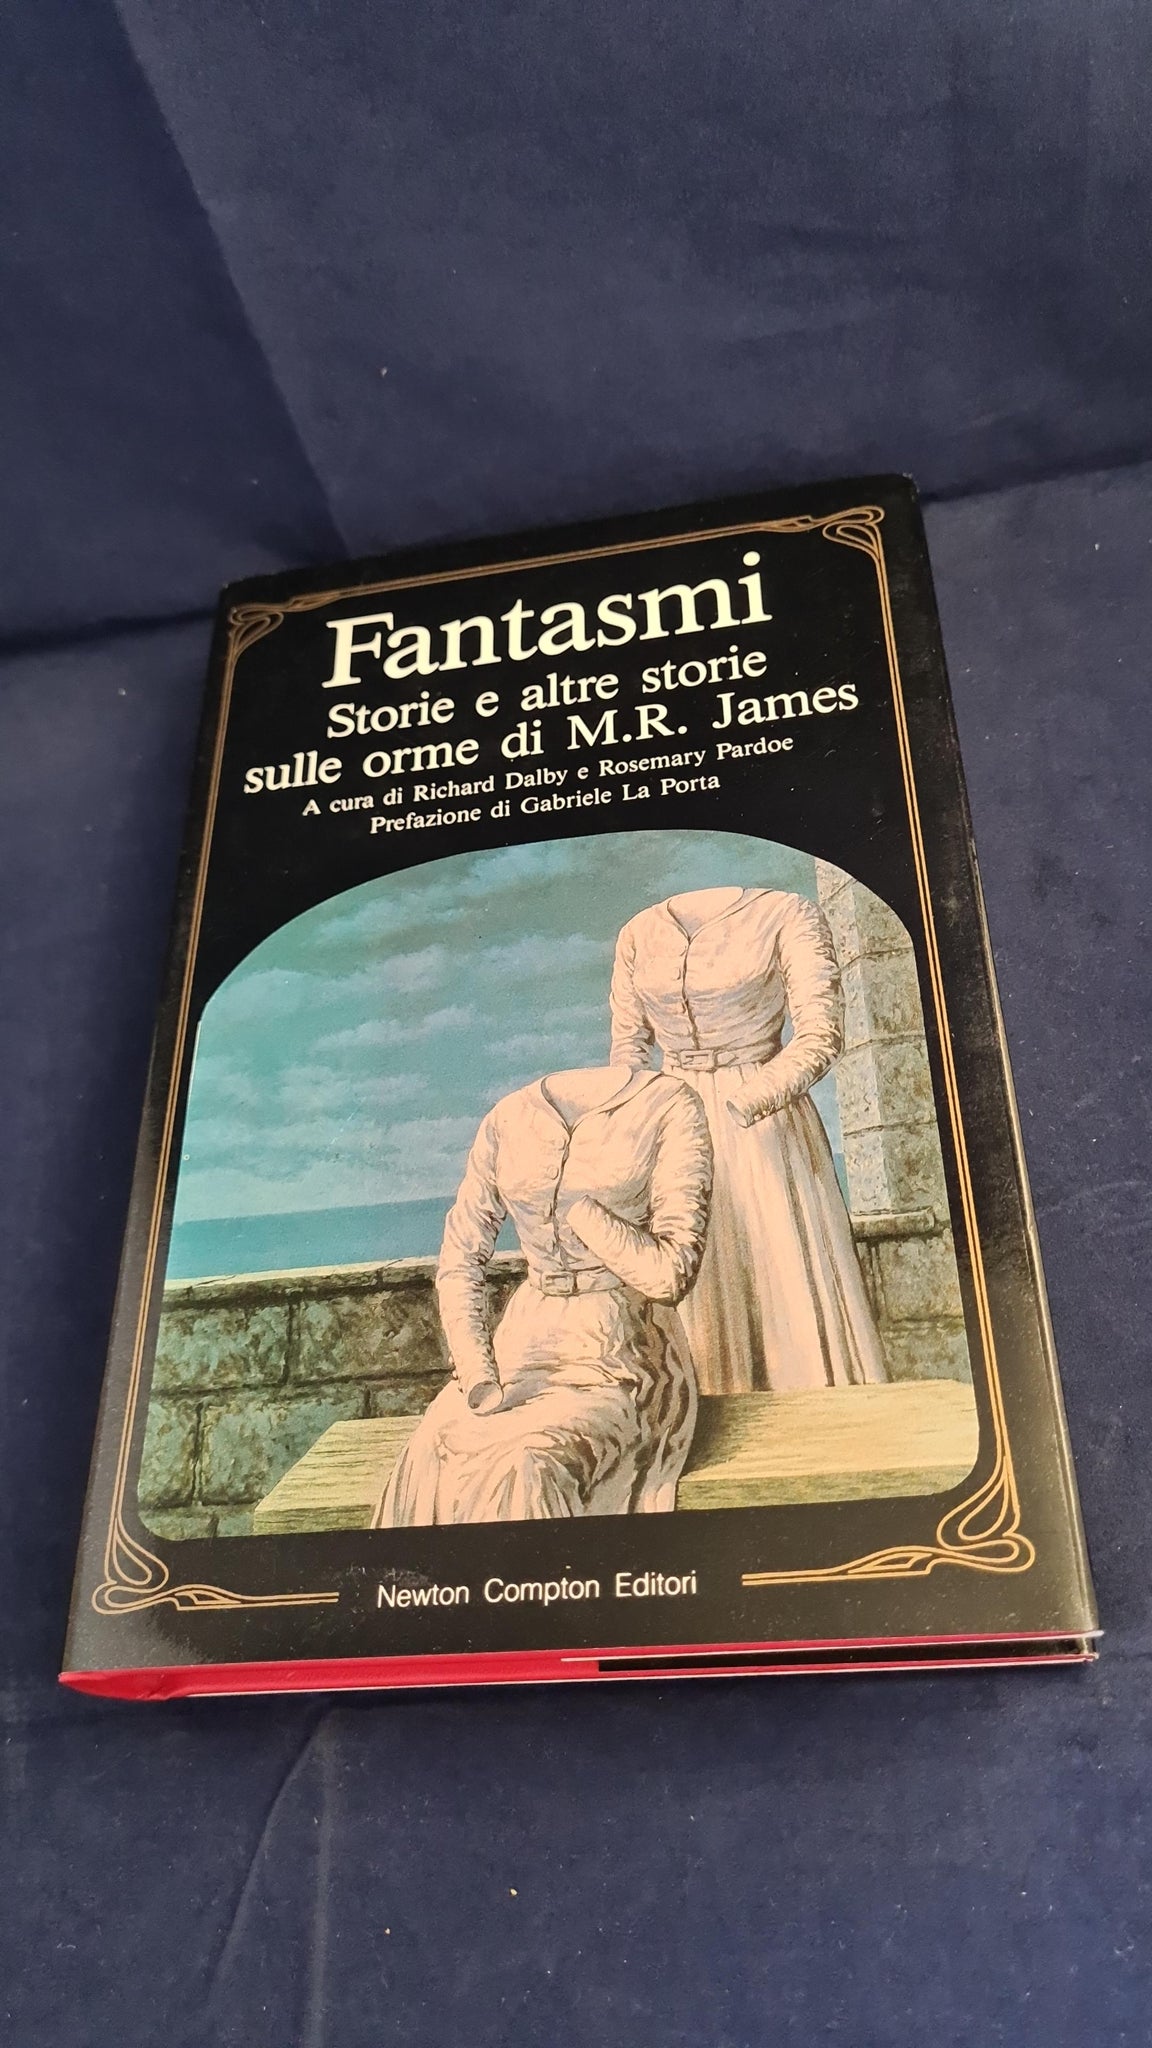 Fantasmi
Storie e altre storie
sulle orme di M.R. James
A cura di Richard Dalby e Rosemary Pardoe
Prefazione di Gabriele La Porta
Newton Compton Editori